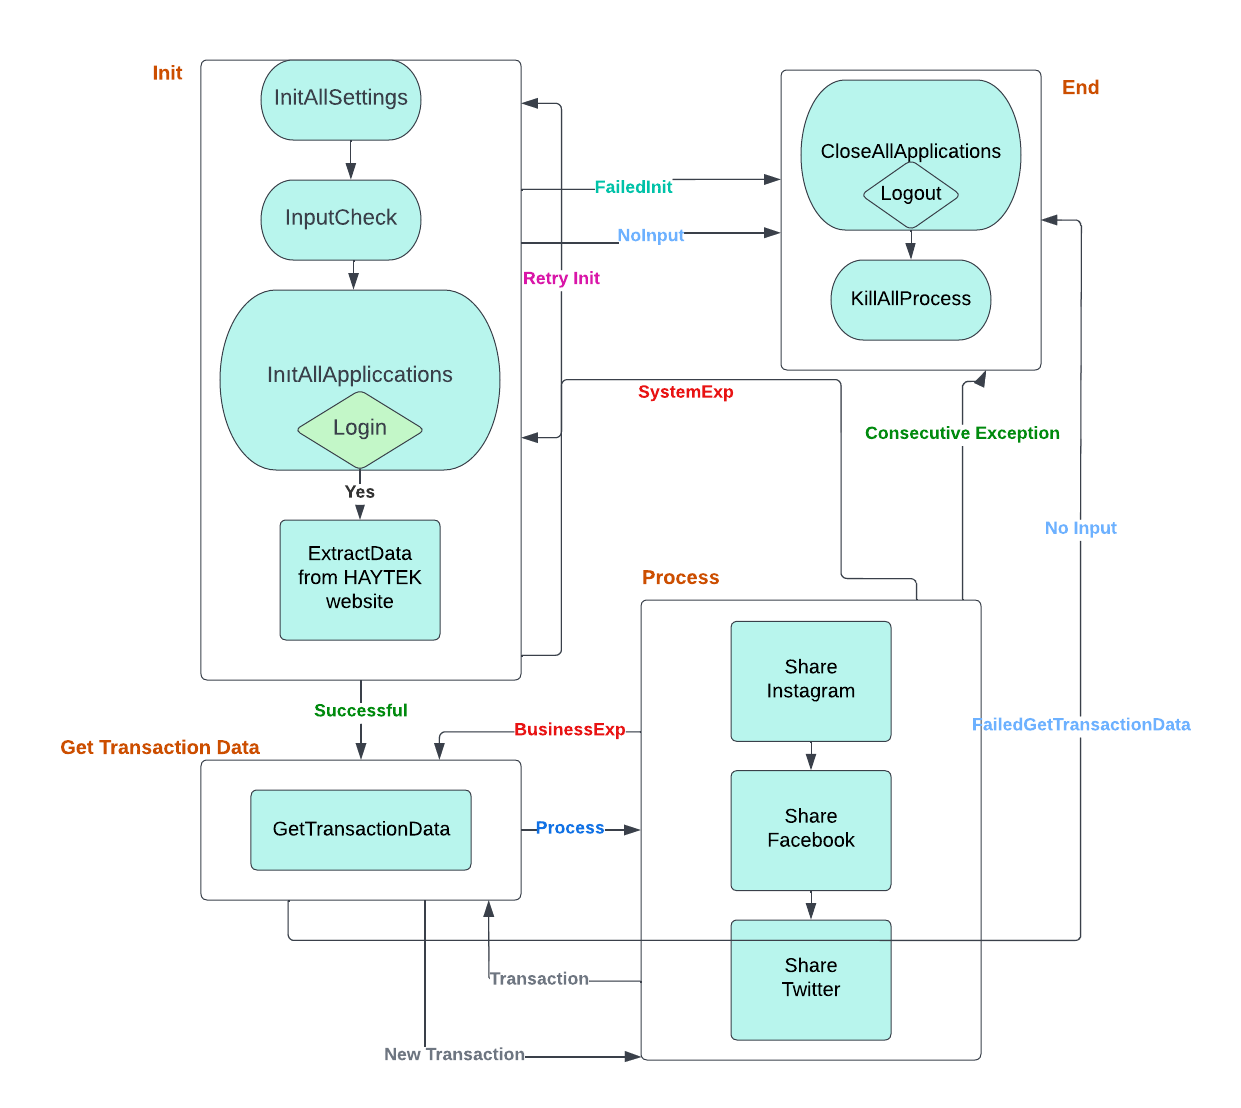 Init
InitAllSettings
InputCheck
InıtAllAppliccations
Login
Yes
ExtractData
from HAYTEK
website
Successful
FailedInit
NoInput
Retry Init
End
CloseAllApplications
Logout
KillAllProcess
SystemExp
Consecutive Exception
No Input
FailedGetTransactionData
Process
Share
Instagram
Share
Facebook
Share
Twitter
BusinessExp
Get Transaction Data
GetTransactionData
Process
Transaction
New Transaction